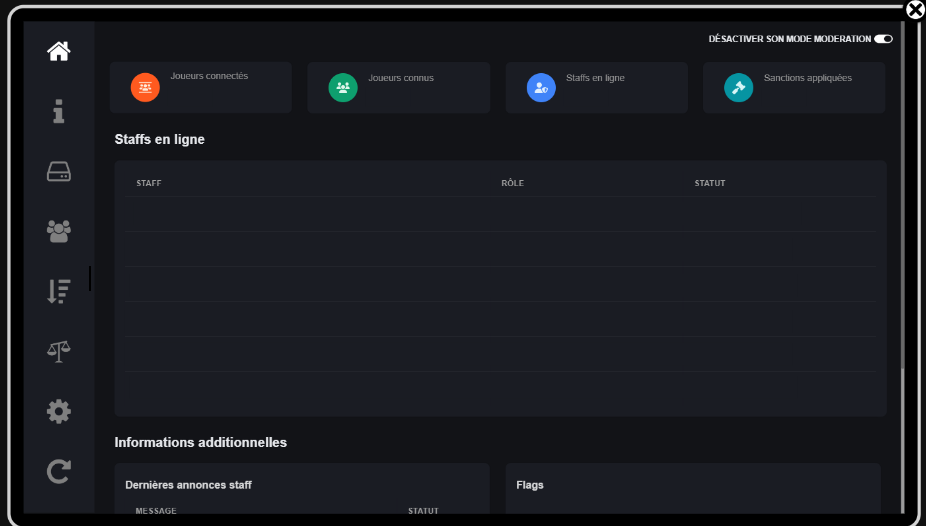 DÉSACTIVER SON MODE MODERATION
Joueurs connectés
Joueurs connus
Staffs en ligne
Sanctions appliquées
Staffs en ligne
STAFF RÔLE STATUT
Informations additionnelles
Dernières annonces staff
Flags
MESSAGE STATUT